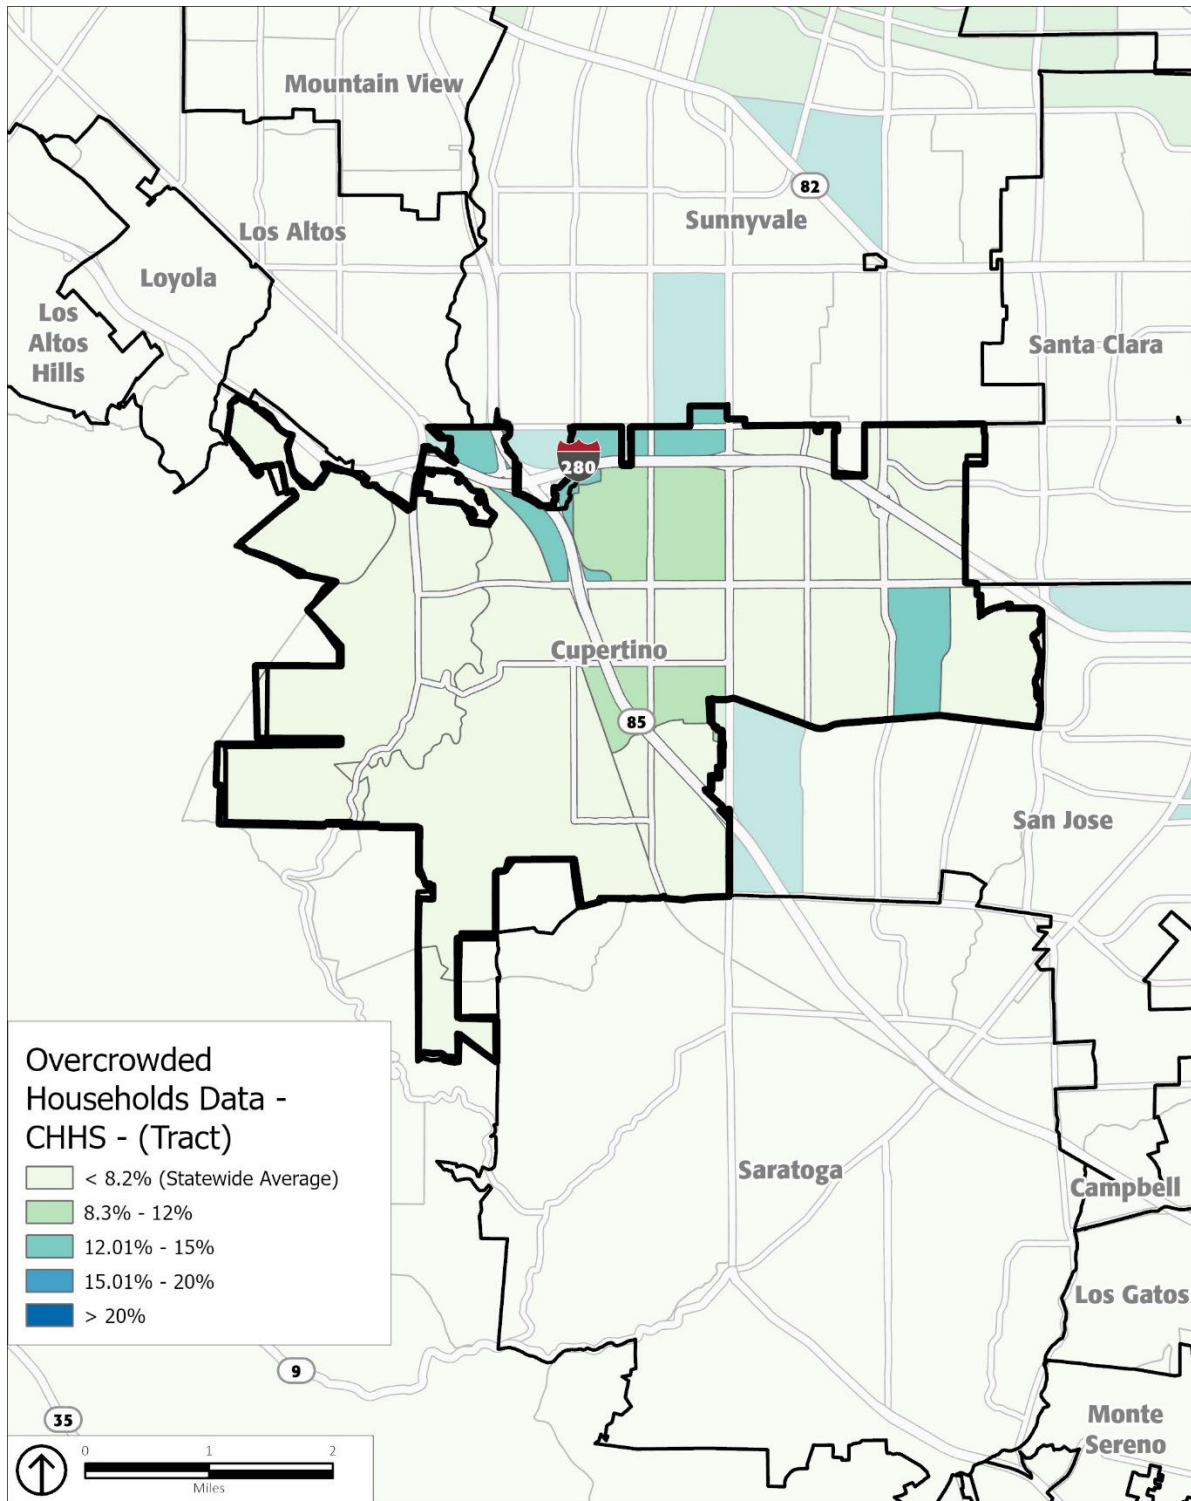 Mountain View
82
Sunnyvale
Los Altos
Loyola
Los
Altos
Hills
Santa Clara
280
Cupertino
85
San Jose
Overcrowded
Households Data -
CHHS - (Tract)
< 8.2% (Statewide Average)
8.3% - 12%
12.01% - 15%
15.01% - 20%
> 20%
Saratoga
Campbell
Los Gatos
9
35
Monte
Sereno
0 1 2
Miles